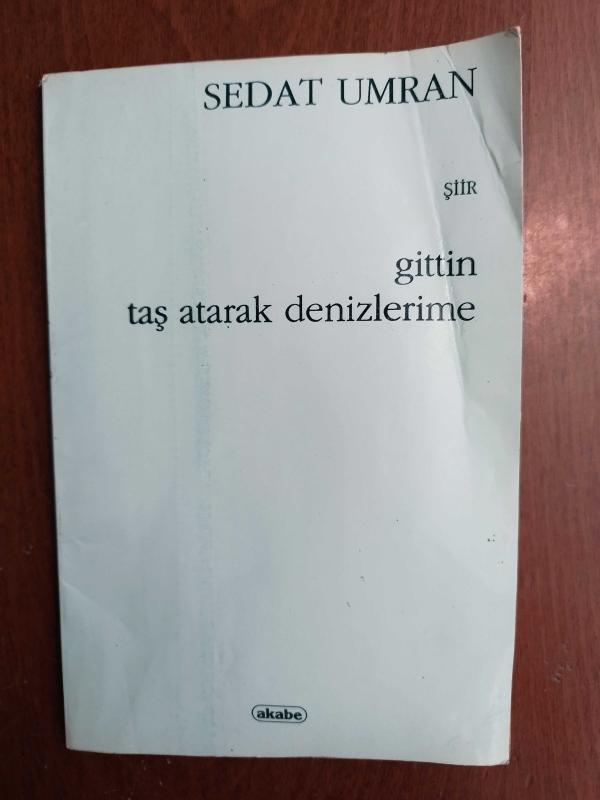 SEDAT UMRAN
ŞİİR
gittin
taş atarak denizlerime
akabe